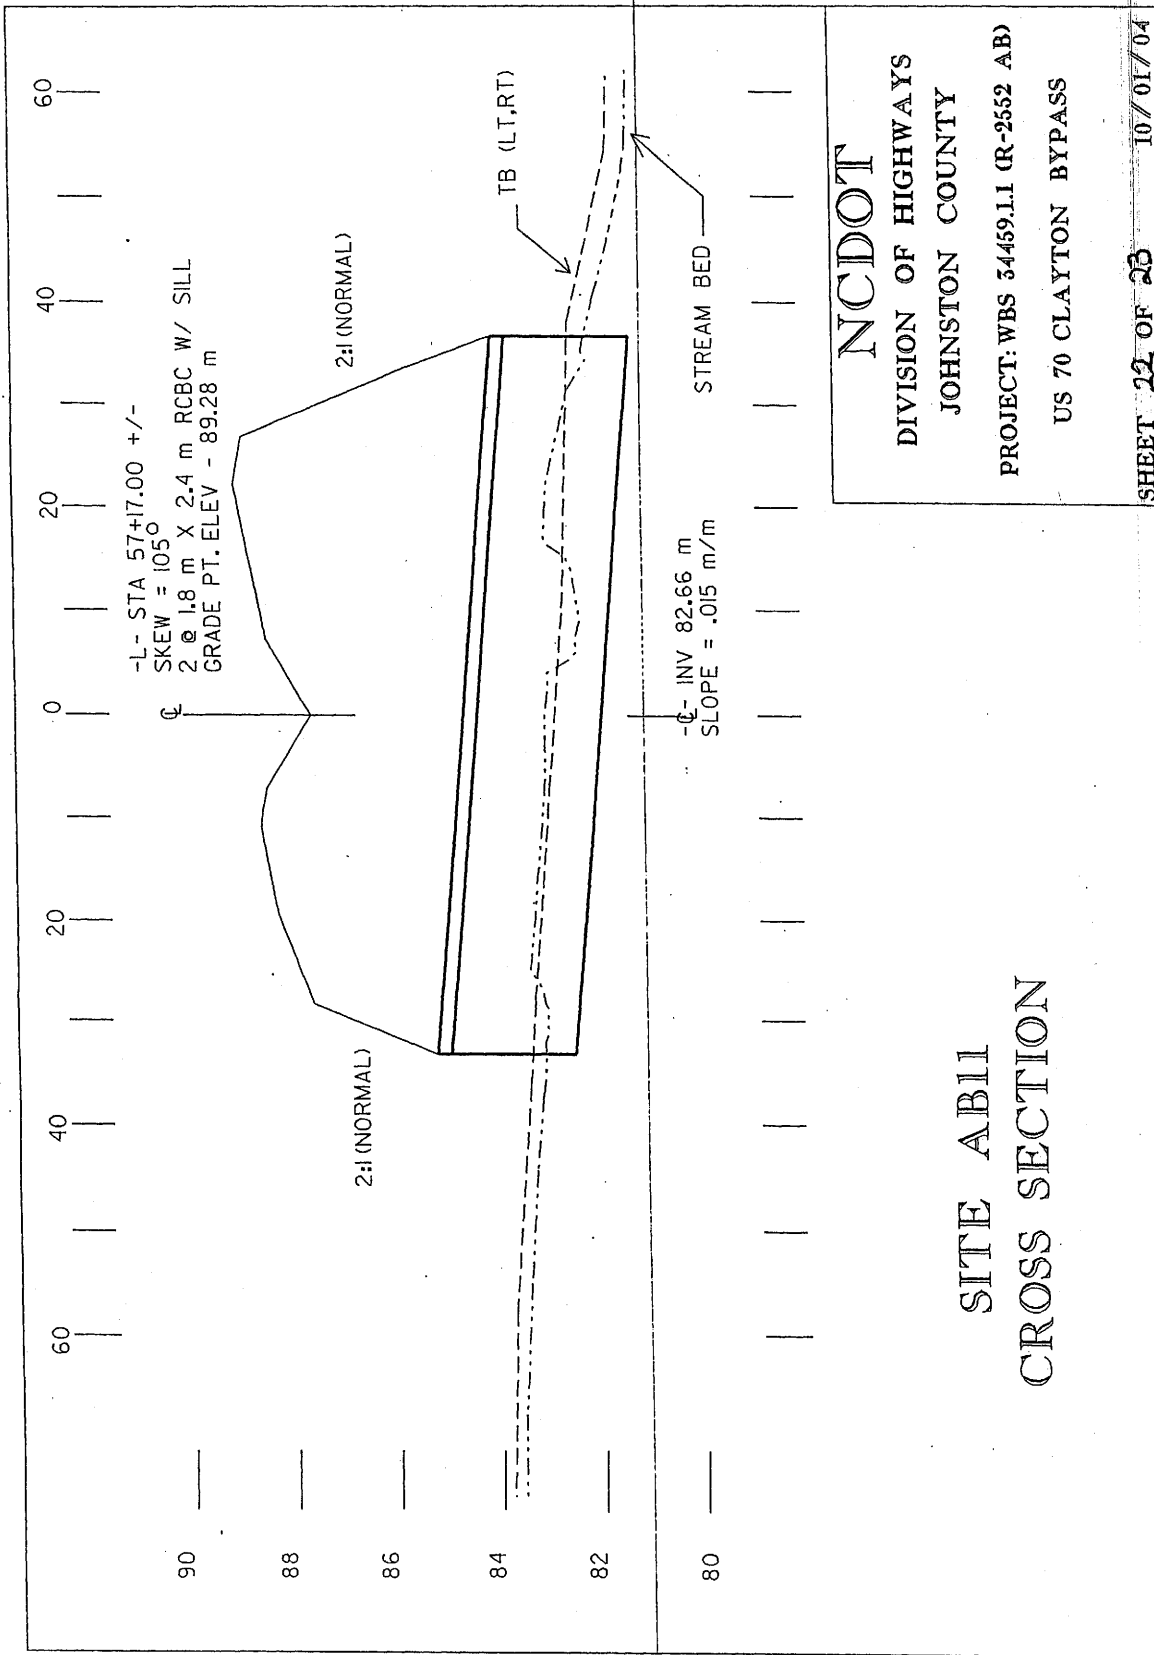 60
40
20
0
20
40
60
-L- STA 57+17.00 +/-
SKEW = 105°
2 @ 1.8 m X 2.4 m RCBC W/ SILL
GRADE PT. ELEV - 89.28 m
℄
2:1 (NORMAL)
2:1 (NORMAL)
TB (LT,RT)
STREAM BED
-℄- INV 82.66 m
SLOPE = .015 m/m
90
88
86
84
82
80
SITE AB11
CROSS SECTION
NCDOT
DIVISION OF HIGHWAYS
JOHNSTON COUNTY
PROJECT: WBS 34459.1.1 (R-2552 AB)
US 70 CLAYTON BYPASS
SHEET 22 OF 23 10/01/04